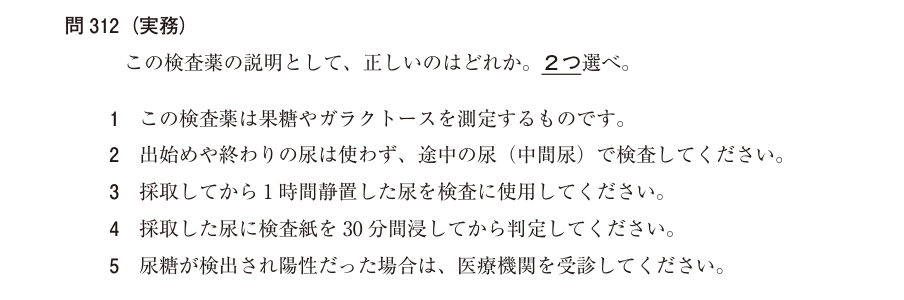 問 312（実務）
この検査薬の説明として、正しいのはどれか。２つ選べ。
1 この検査薬は果糖やガラクトースを測定するものです。
2 出始めや終わりの尿は使わず、途中の尿（中間尿）で検査してください。
3 採取してから 1 時間静置した尿を検査に使用してください。
4 採取した尿に検査紙を 30 分間浸してから判定してください。
5 尿糖が検出され陽性だった場合は、医療機関を受診してください。